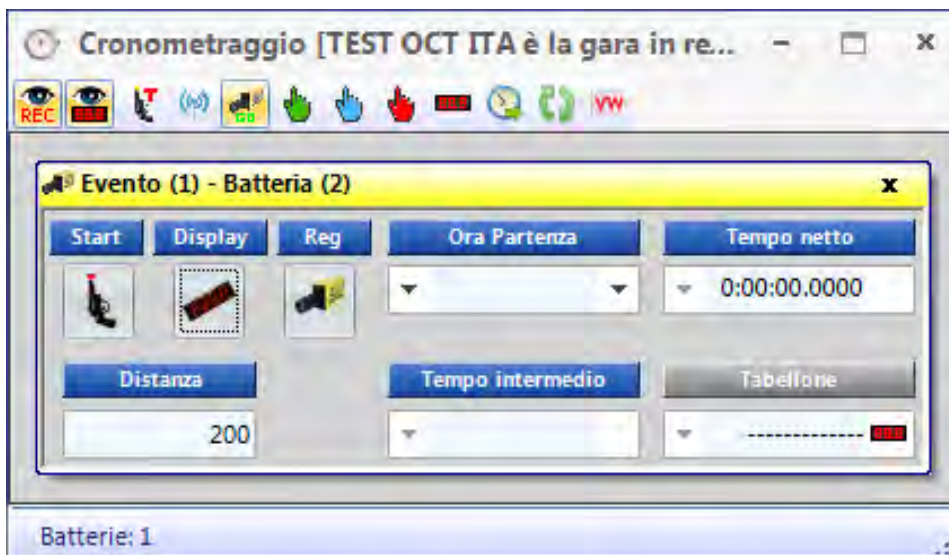 Cronometraggio [TEST OCT ITA è la gara in re...
REC GO VW
Evento (1) - Batteria (2) x
Start Display Reg Ora Partenza Tempo netto
0:00:00.0000
Distanza Tempo intermedio Tabellone
200 -------------
Batterie: 1